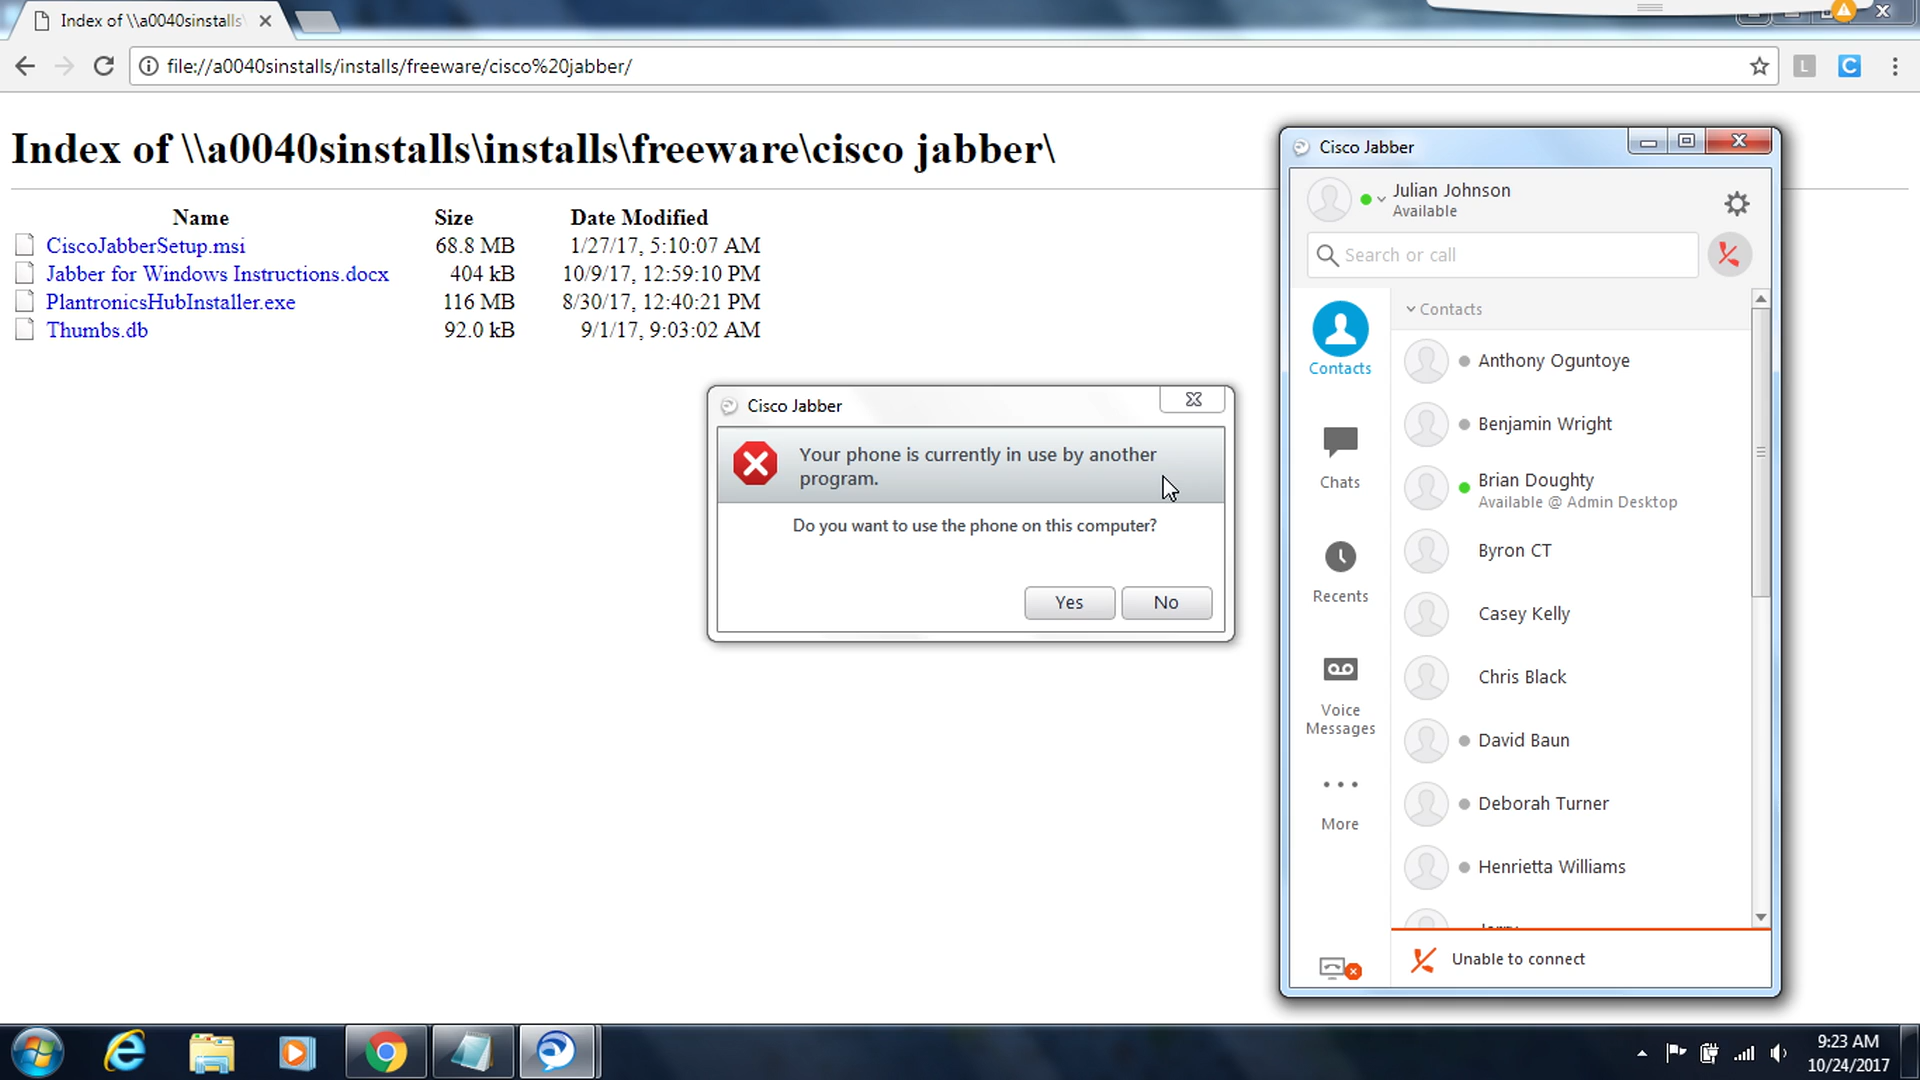 Index of \\a0040sinstalls\
file://a0040sinstalls/installs/freeware/cisco%20jabber/
L
C
Index of \\a0040sinstalls\installs\freeware\cisco jabber\
Name Size Date Modified
CiscoJabberSetup.msi 68.8 MB 1/27/17, 5:10:07 AM
Jabber for Windows Instructions.docx 404 kB 10/9/17, 12:59:10 PM
PlantronicsHubInstaller.exe 116 MB 8/30/17, 12:40:21 PM
Thumbs.db 92.0 kB 9/1/17, 9:03:02 AM
Cisco Jabber
Your phone is currently in use by another
program.
Do you want to use the phone on this computer?
Yes No
Cisco Jabber
Julian Johnson
Available
Search or call
Contacts
Chats
Recents
Voice
Messages
More
Contacts
Anthony Oguntoye
Benjamin Wright
Brian Doughty
Available @ Admin Desktop
Byron CT
Casey Kelly
Chris Black
David Baun
Deborah Turner
Henrietta Williams
Unable to connect
9:23 AM
10/24/2017